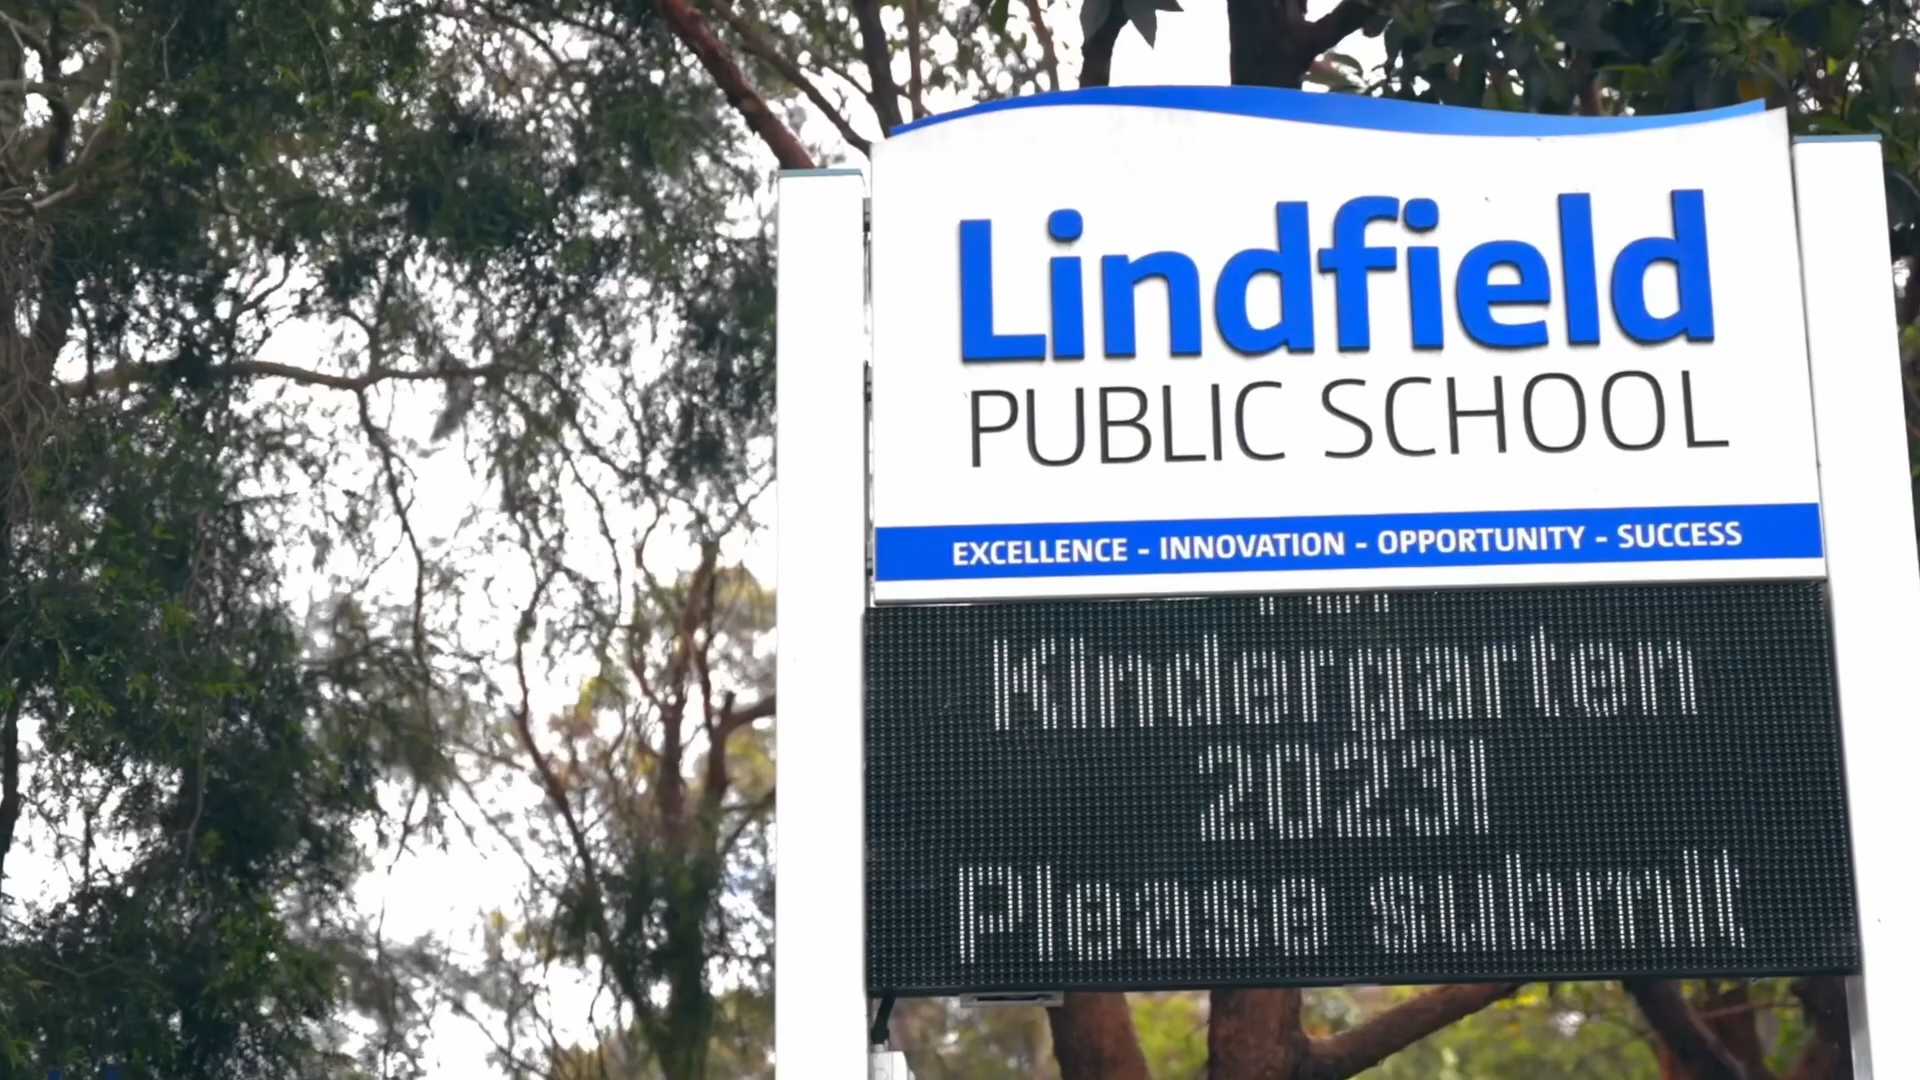 Lindfield
PUBLIC SCHOOL
EXCELLENCE - INNOVATION - OPPORTUNITY - SUCCESS
Kindergarten
2023!
Please submit